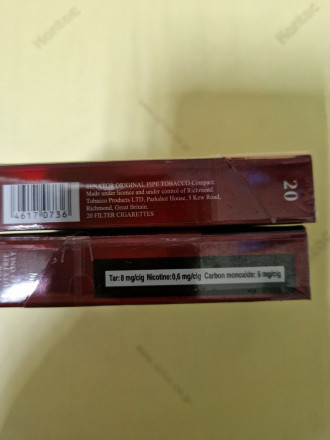 SENATOR ORIGINAL PIPE TOBACCO Compact.
Made under licence and under control of Richmond
Tobacco Products LTD, Parkshot House, 5 Kew Road,
Richmond, Great Britain.
20 FILTER CIGARETTES
4617 0736
20
Tar:8 mg/cig Nicotine:0,6 mg/cig Carbon monoxide: 9 mg/cig